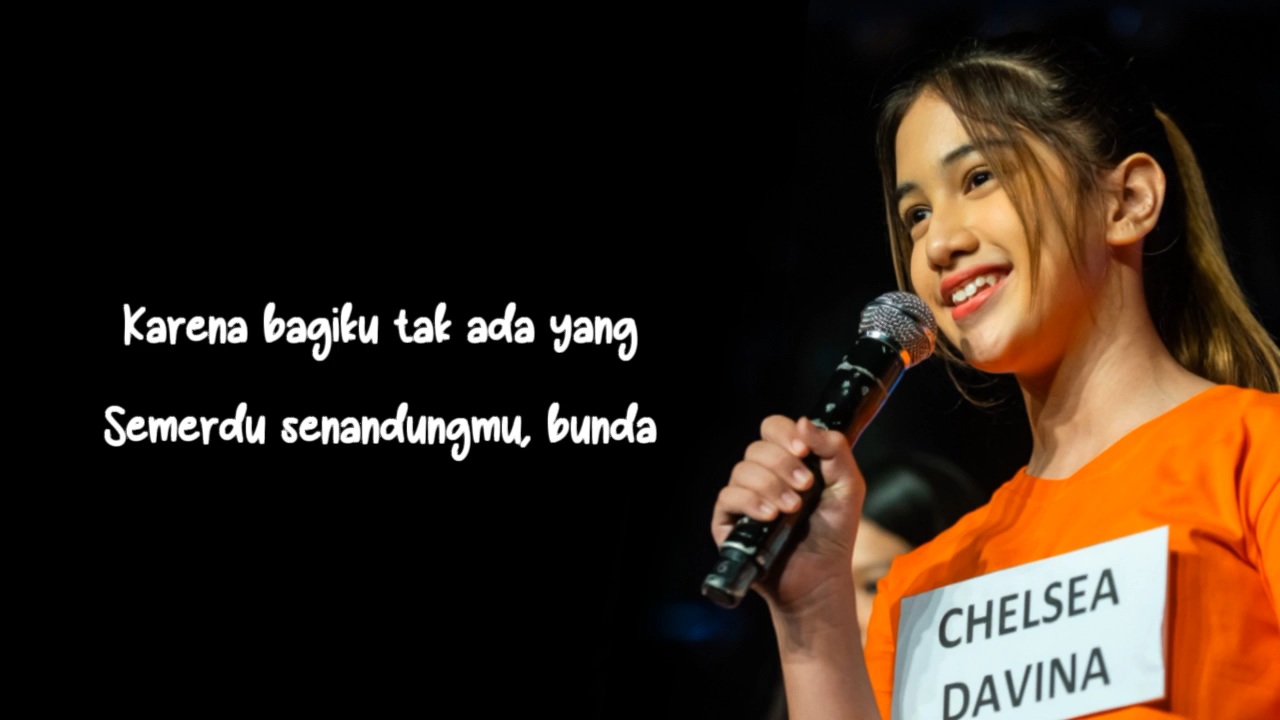 Karena bagiku tak ada yang
Semerdu senandungmu, bunda
CHELSEA
DAVINA